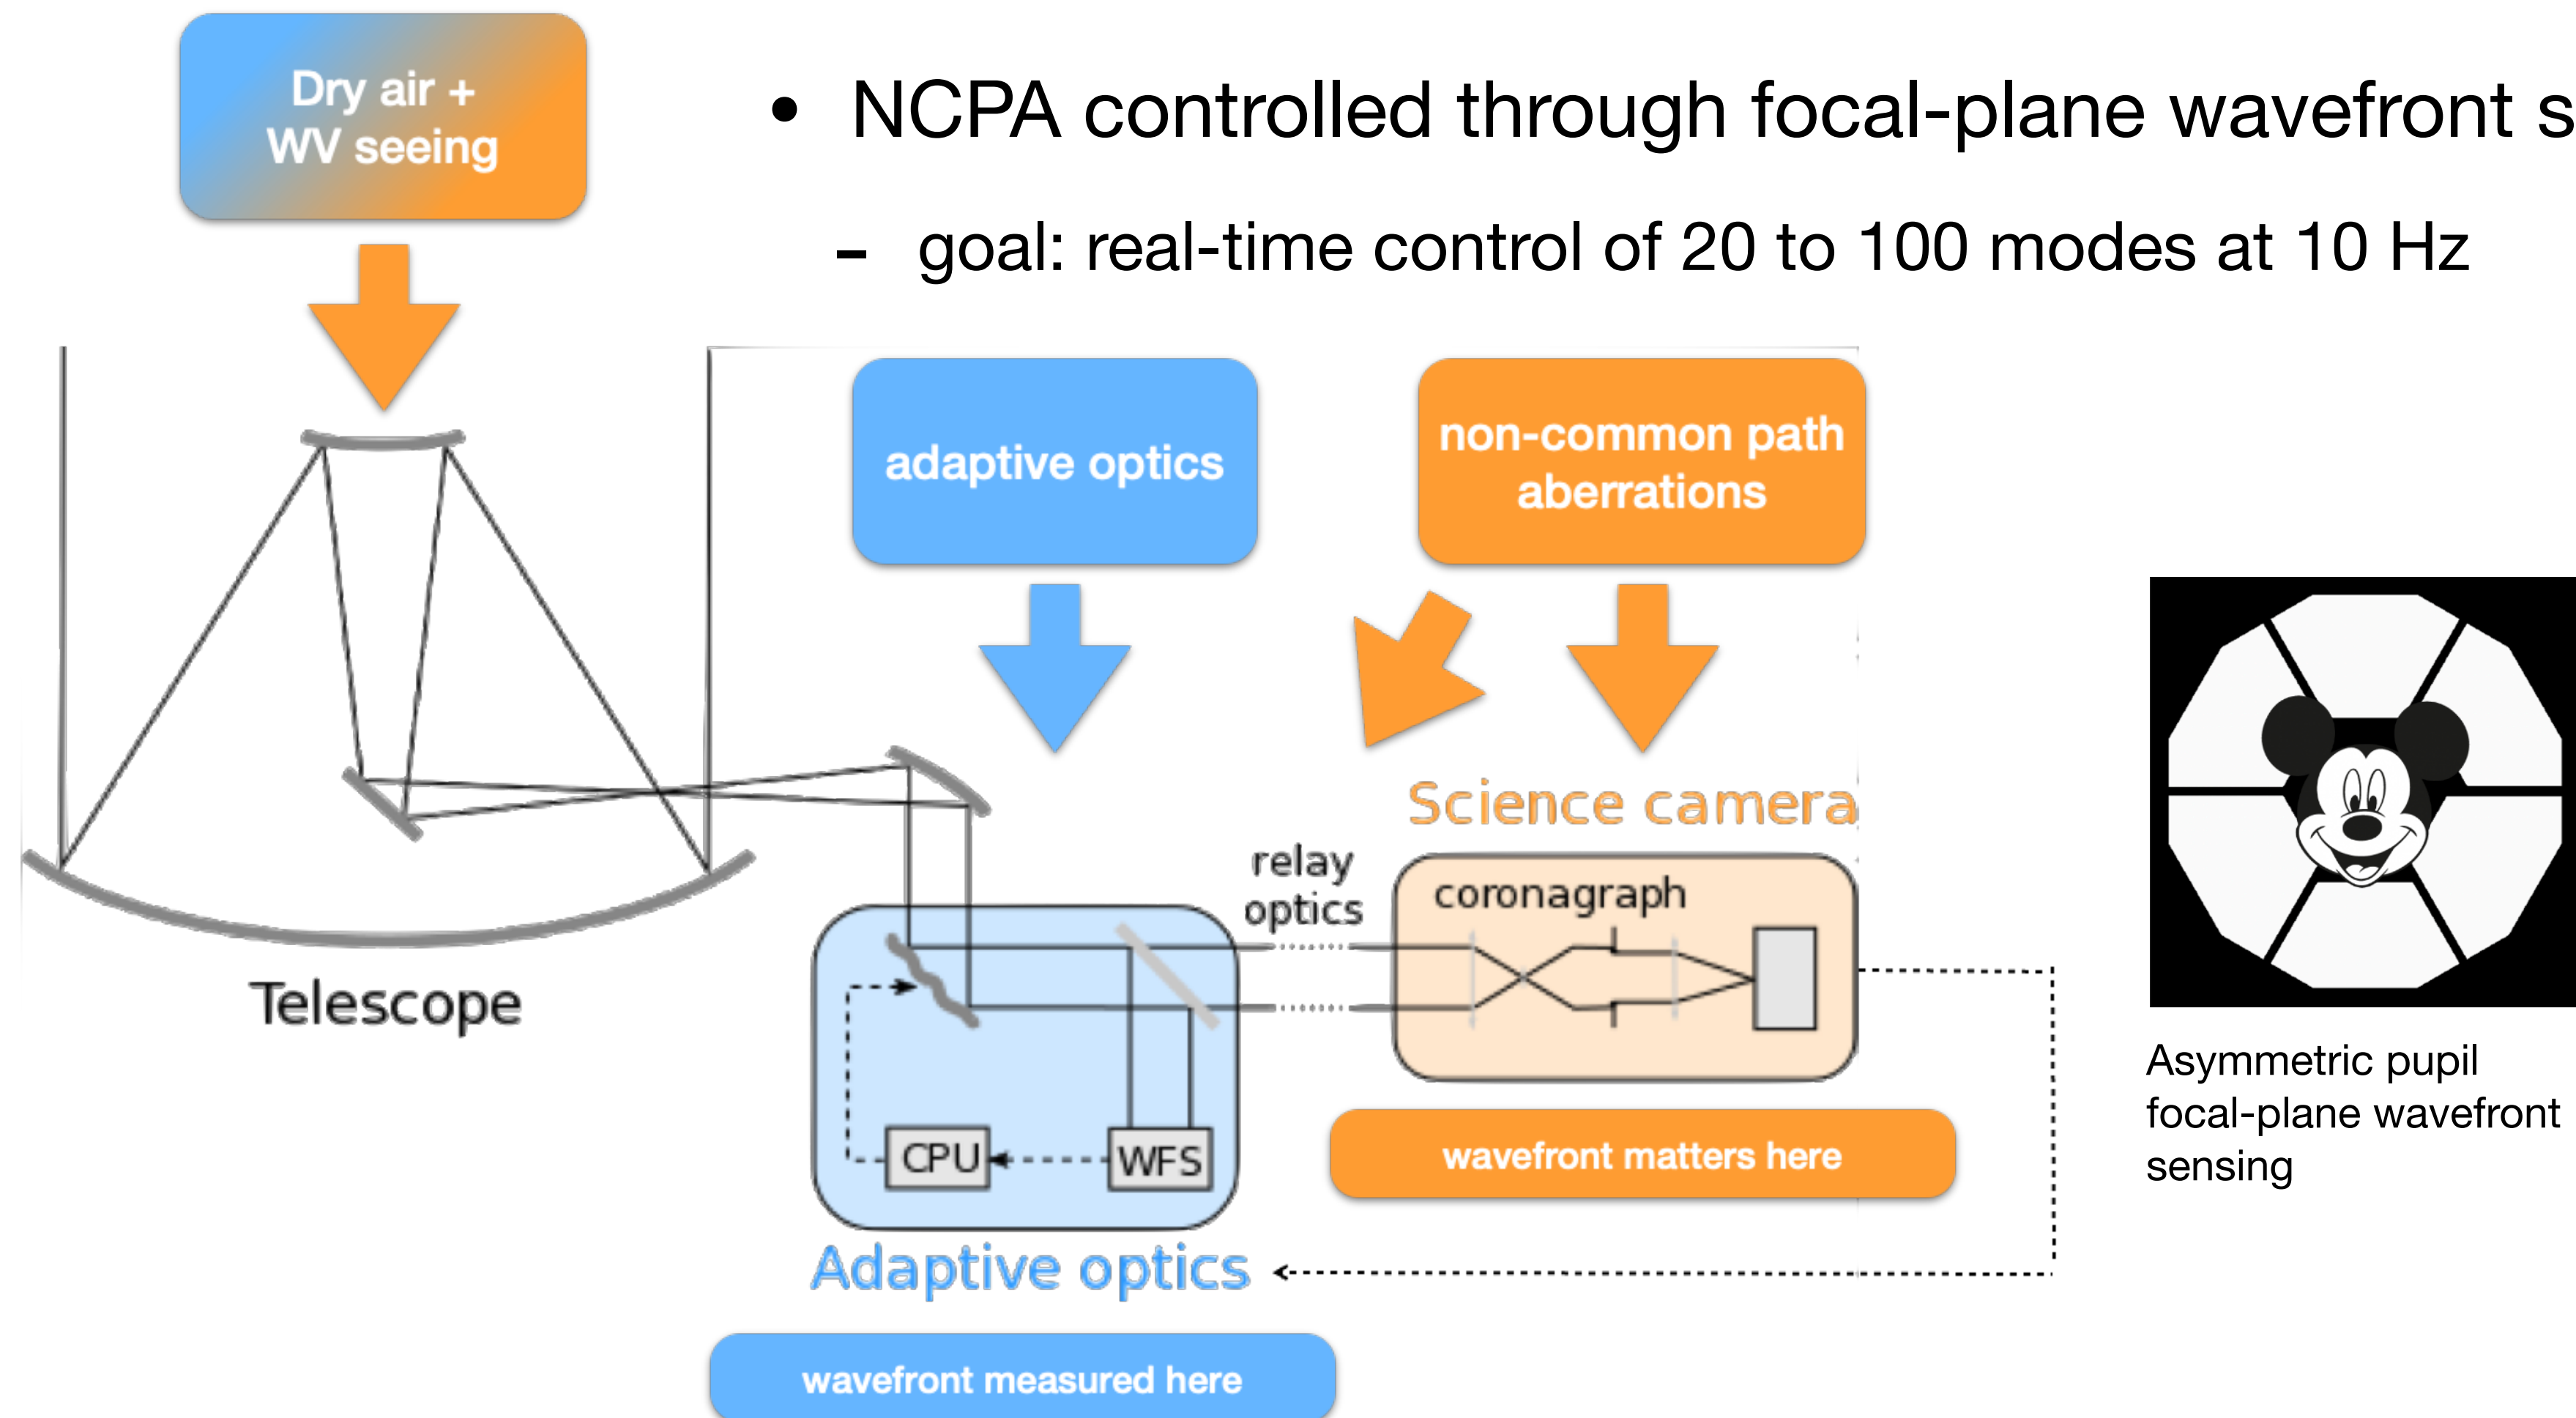 Dry air +
WV seeing
• NCPA controlled through focal-plane wavefront s
- goal: real-time control of 20 to 100 modes at 10 Hz
adaptive optics
non-common path
aberrations
Science camera
relay
optics
coronagraph
Telescope
CPU
WFS
wavefront matters here
Adaptive optics
wavefront measured here
Asymmetric pupil
focal-plane wavefront
sensing